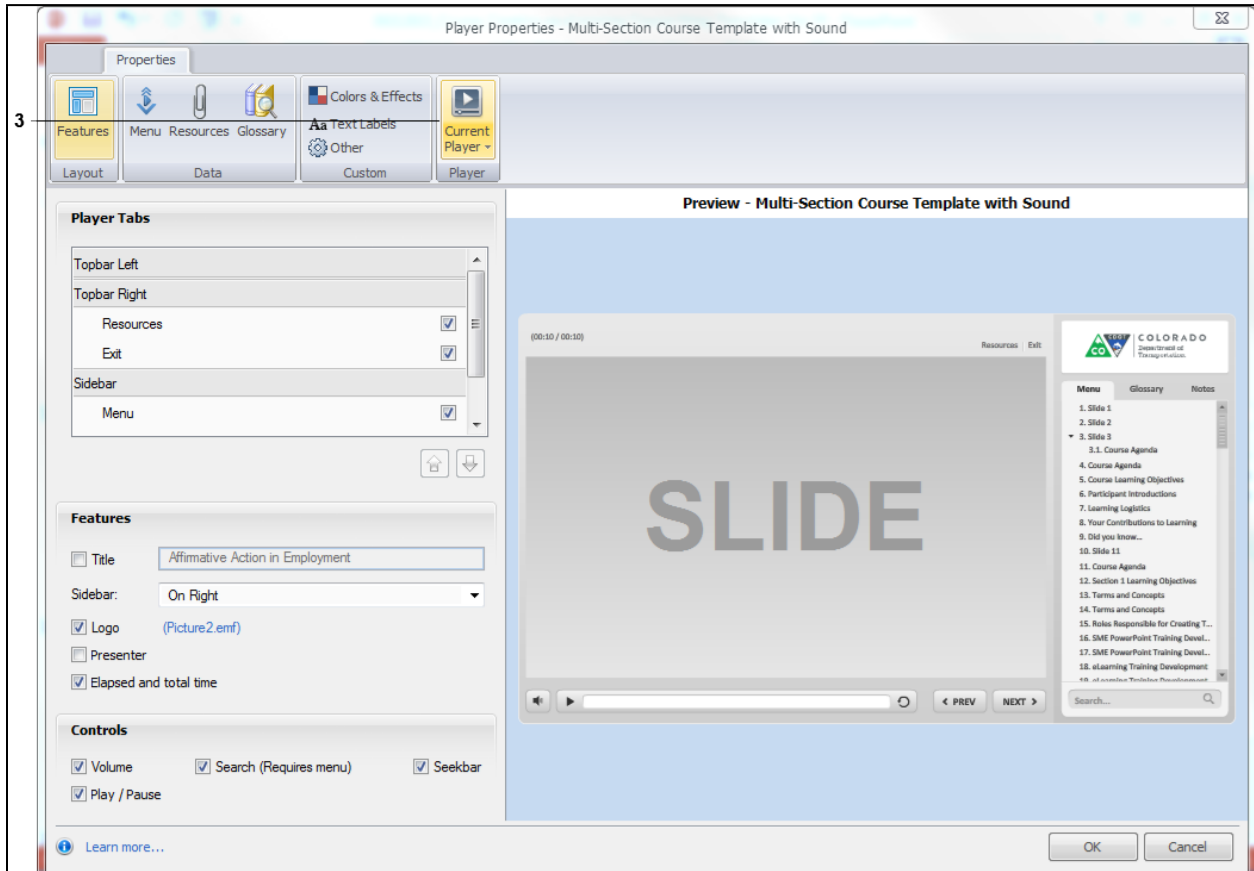 Player Properties - Multi-Section Course Template with Sound
Properties
Features
Menu
Resources
Glossary
Colors & Effects
Aa Text Labels
Other
Current
Player
Layout
Data
Custom
Player
3
Player Tabs
Topbar Left
Topbar Right
Resources
Exit
Sidebar
Menu
Features
Title
Affirmative Action in Employment
Sidebar:
On Right
Logo
(Picture2.emf)
Presenter
Elapsed and total time
Controls
Volume
Search (Requires menu)
Seekbar
Play / Pause
Learn more...
Preview - Multi-Section Course Template with Sound
(00:10 / 00:10)
Resources
Exit
SLIDE
< PREV
NEXT >
CO
CDOT
COLORADO
Department of
Transportation
Menu
Glossary
Notes
1. Slide 1
2. Slide 2
3. Slide 3
3.1. Course Agenda
4. Course Agenda
5. Course Learning Objectives
6. Participant Introductions
7. Learning Logistics
8. Your Contributions to Learning
9. Did you know...
10. Slide 11
11. Course Agenda
12. Section 1 Learning Objectives
13. Terms and Concepts
14. Terms and Concepts
15. Roles Responsible for Creating T...
16. SME PowerPoint Training Devel...
17. SME PowerPoint Training Devel...
18. eLearning Training Development
19. eLearning Training Development
Search...
OK
Cancel